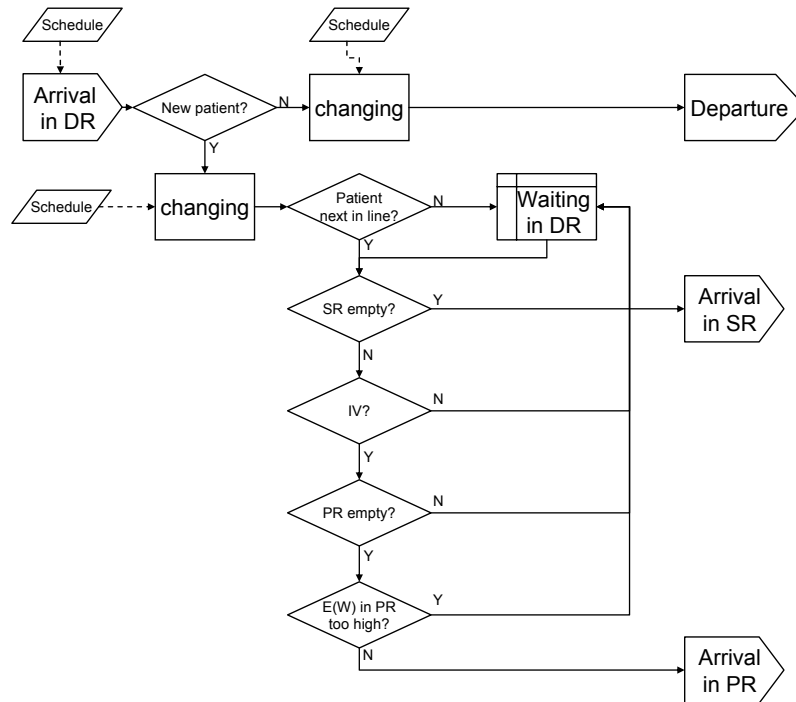 Schedule
Schedule
Arrival
in DR
New patient?
N
changing
Departure
Y
Schedule
changing
Patient
next in line?
N
Waiting
in DR
Y
SR empty?
Y
Arrival
in SR
N
IV?
N
Y
PR empty?
N
Y
E(W) in PR
too high?
Y
N
Arrival
in PR